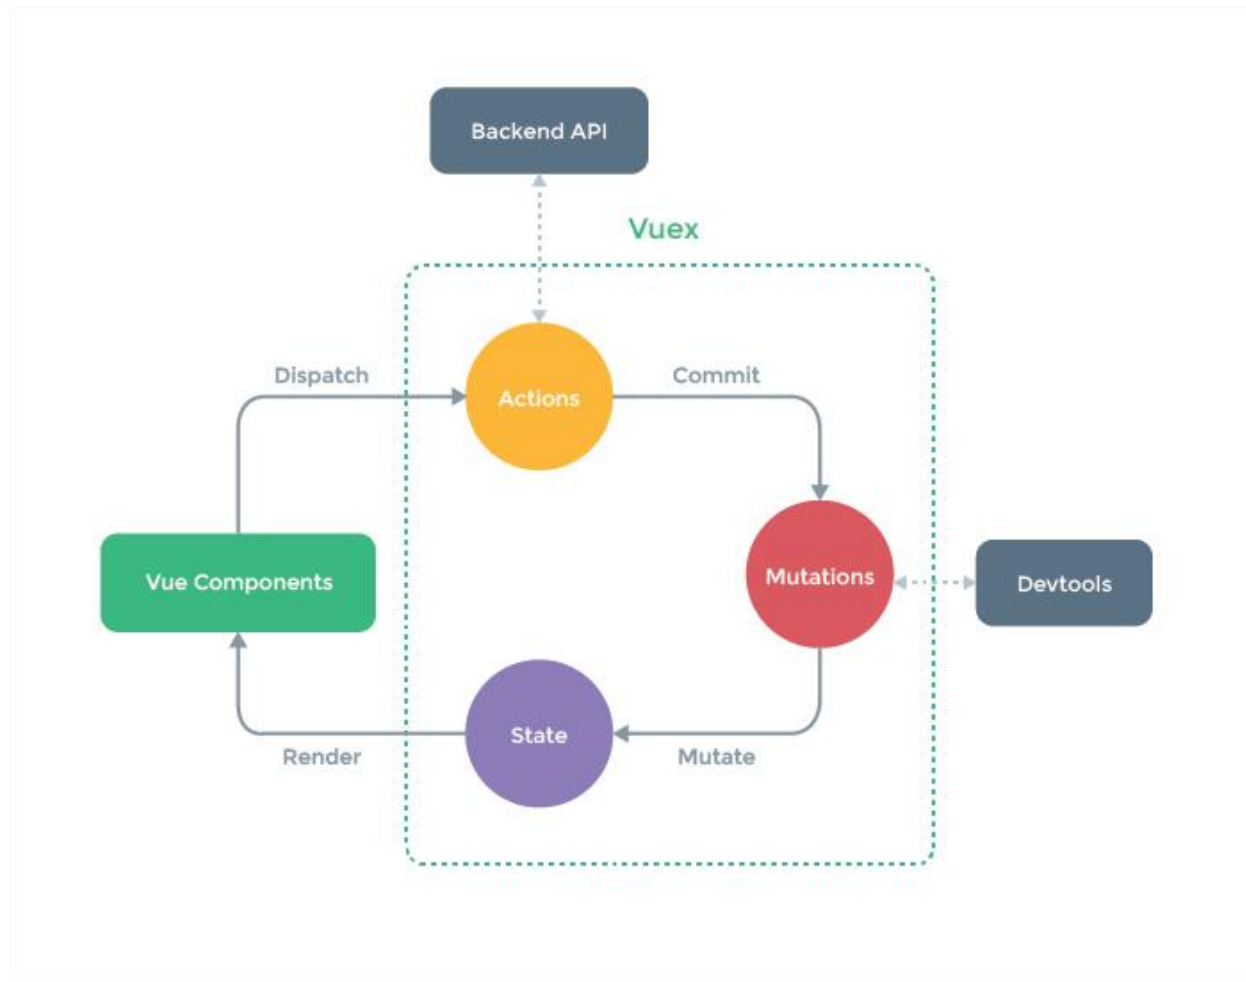 Backend API
Vuex
Dispatch
Actions
Commit
Vue Components
Mutations
Devtools
State
Render
Mutate